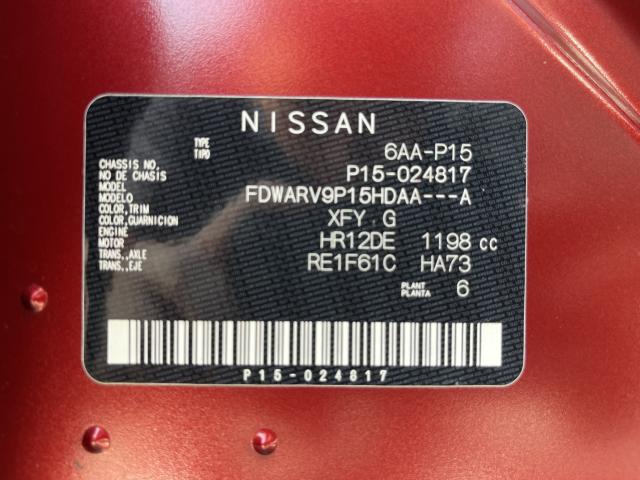 NISSAN
TYPE
TIPO 6AA-P15
CHASSIS NO.
NO DE CHASIS P15-024817
MODEL
MODELO FDWARV9P15HDAA---A
COLOR,TRIM
COLOR,GUARNICION XFY . G
ENGINE
MOTOR HR12DE 1198 cc
TRANS.,AXLE
TRANS.,EJE RE1F61C HA73
PLANT
PLANTA 6
P15-024817